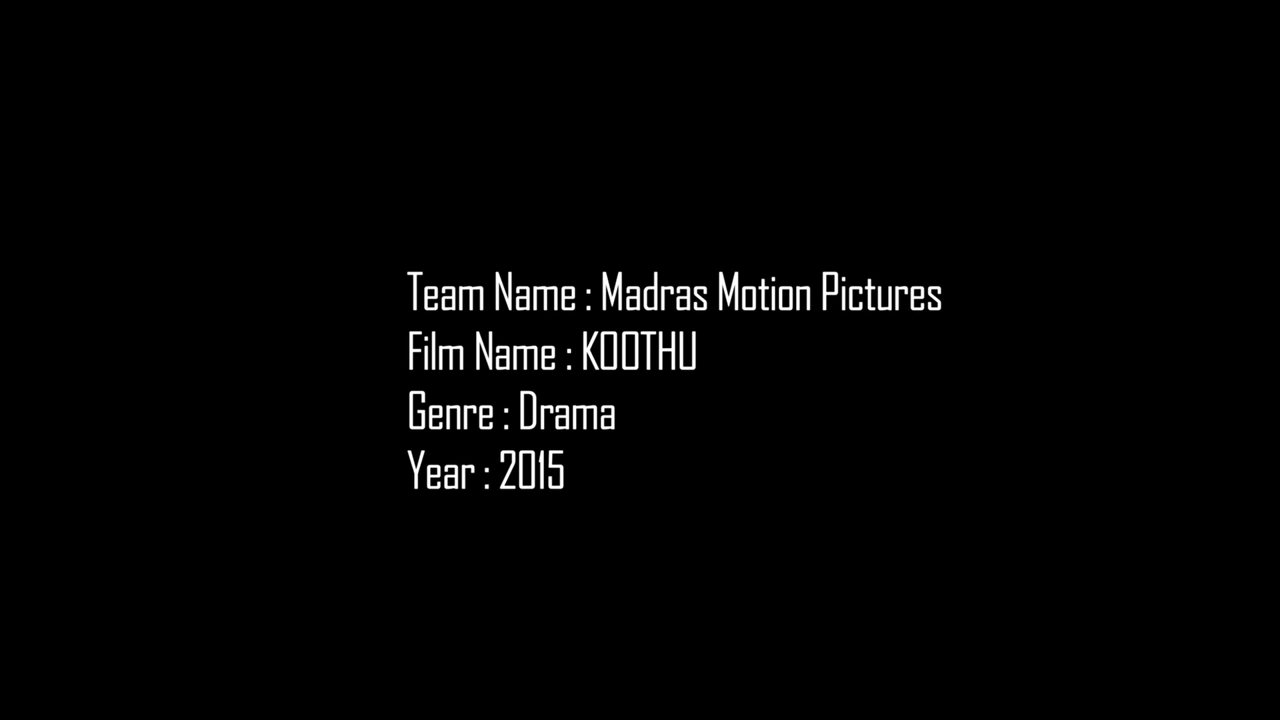 Team Name : Madras Motion Pictures
Film Name : KOOTHU
Genre : Drama
Year : 2015